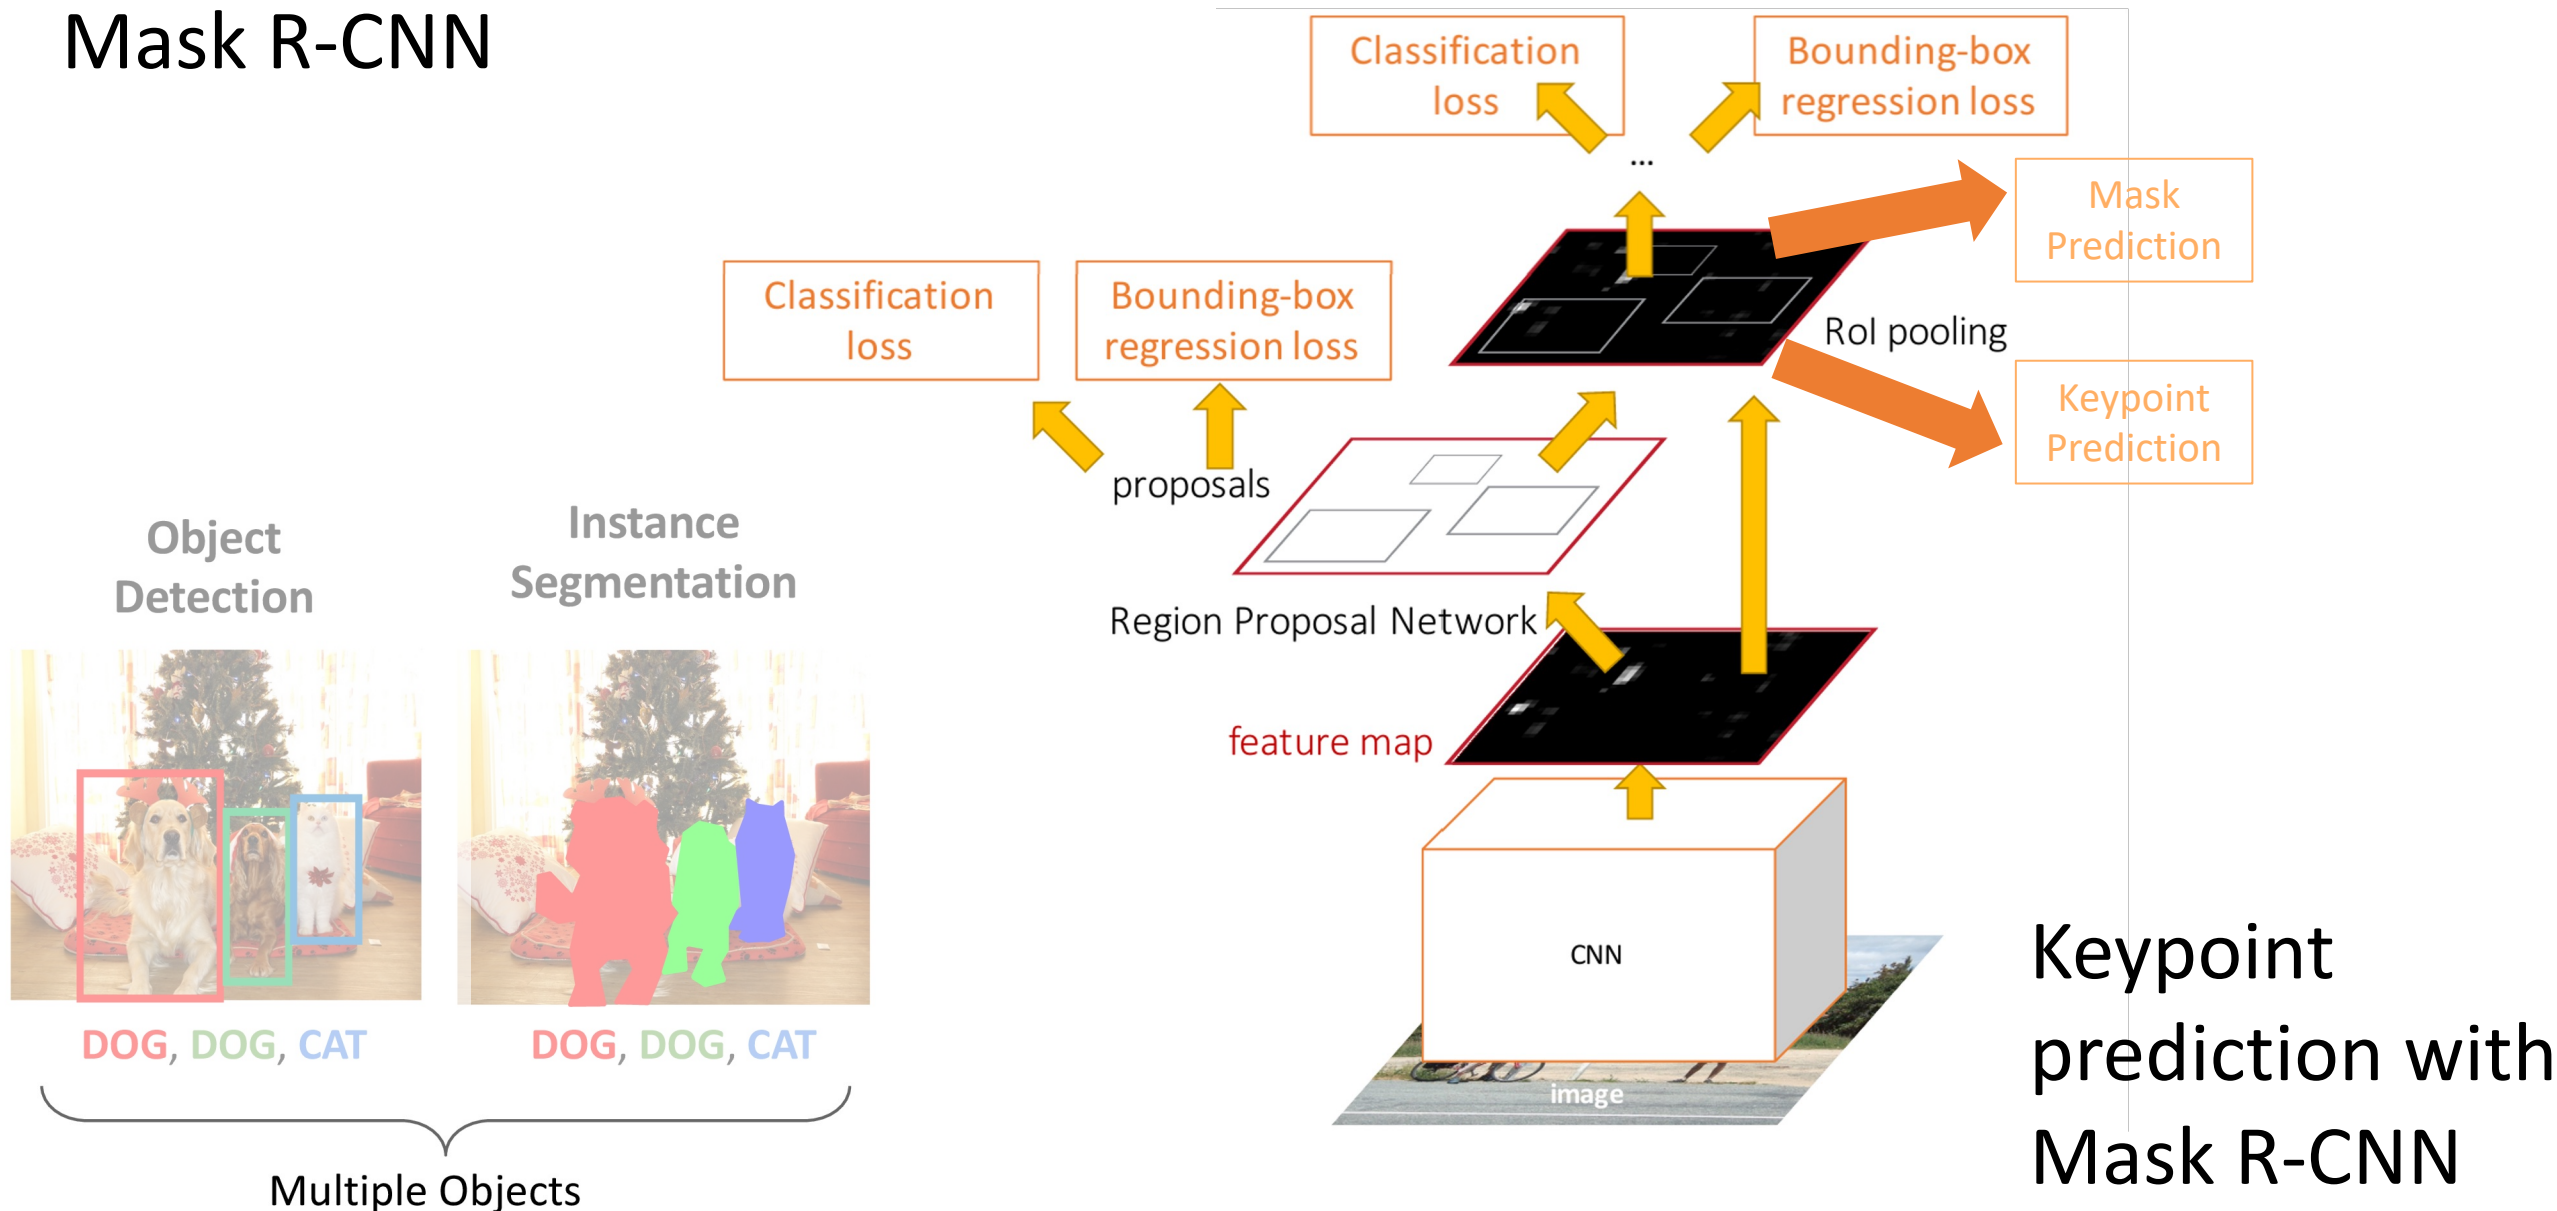 Mask R-CNN
Classification
loss
Bounding-box
regression loss
...
Mask
Prediction
Classification
loss
Bounding-box
regression loss
RoI pooling
Keypoint
Prediction
proposals
Object
Detection
Instance
Segmentation
Region Proposal Network
feature map
CNN
image
DOG, DOG, CAT
DOG, DOG, CAT
Multiple Objects
Keypoint
prediction with
Mask R-CNN